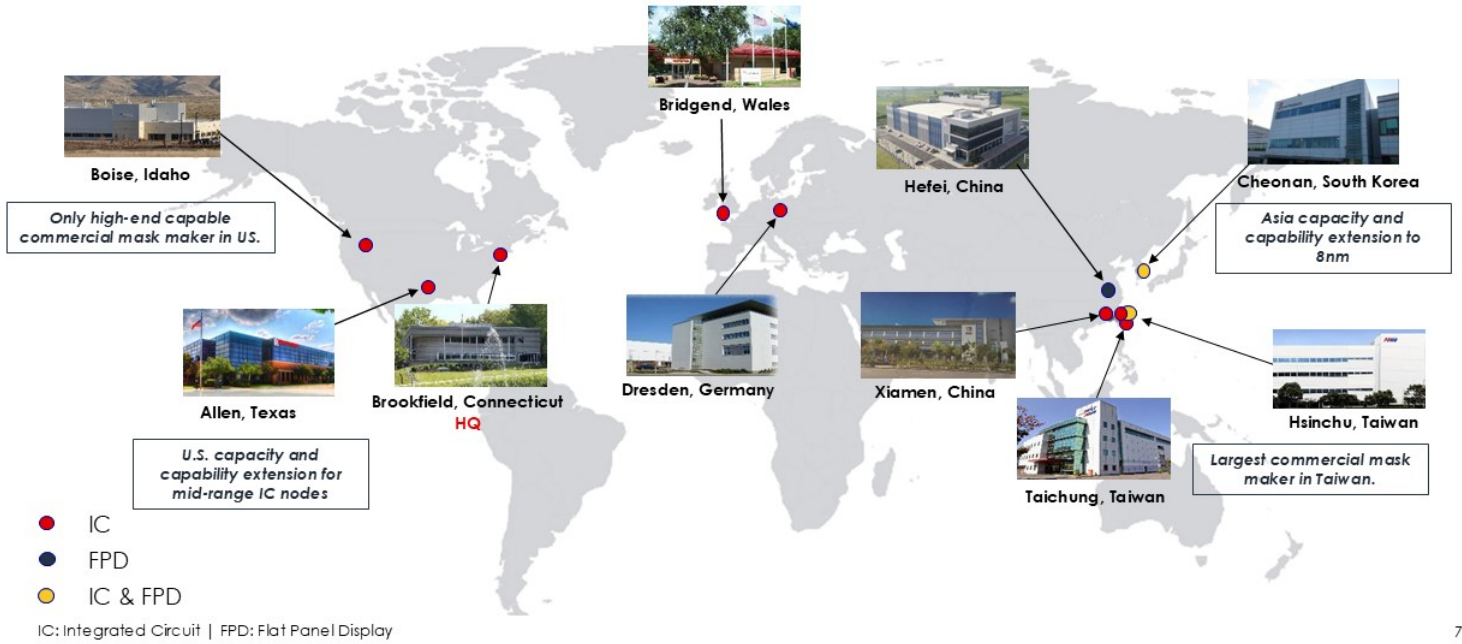 Bridgend, Wales
Boise, Idaho
Hefei, China
Cheonan, South Korea
Only high-end capable
commercial mask maker in US.
Asia capacity and
capability extension to
8nm
Allen, Texas
Brookfield, Connecticut
HQ
Dresden, Germany
Xiamen, China
Hsinchu, Taiwan
U.S. capacity and
capability extension for
mid-range IC nodes
Taichung, Taiwan
Largest commercial mask
maker in Taiwan.
IC
FPD
IC & FPD
IC: Integrated Circuit | FPD: Flat Panel Display
7